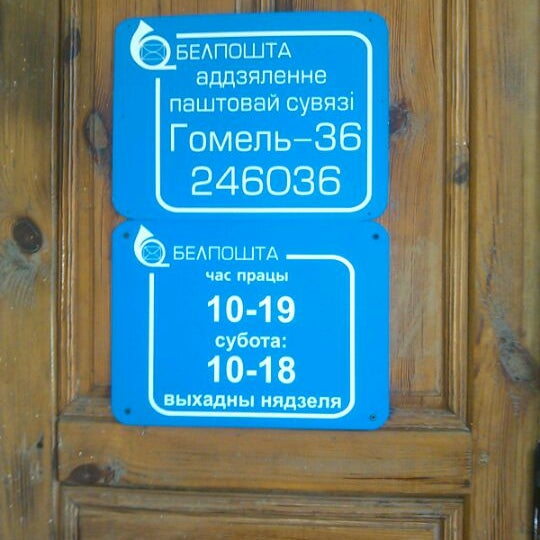 БЕЛПОШТА
аддзяленне
паштовай сувязі
Гомель-36
246036
БЕЛПОШТА
час працы
10-19
субота:
10-18
выхадны нядзеля